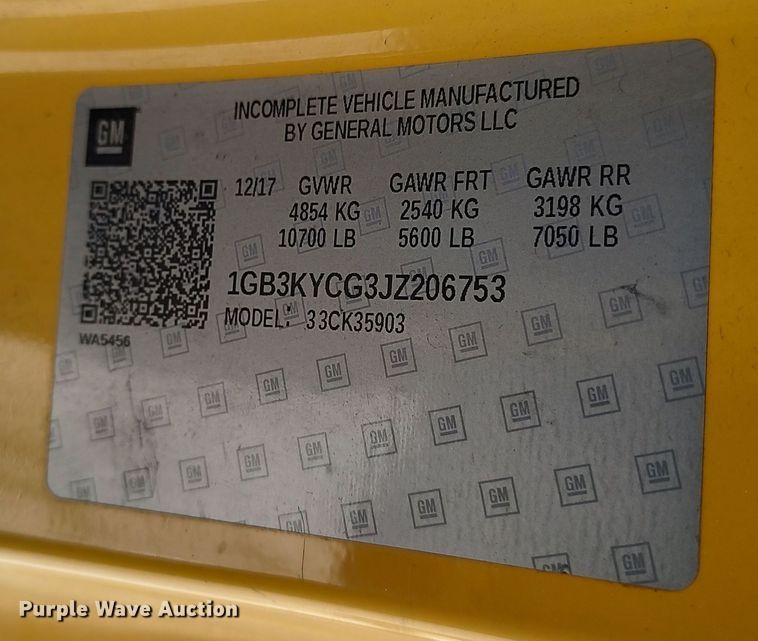 GM
INCOMPLETE VEHICLE MANUFACTURED
BY GENERAL MOTORS LLC
12/17 GVWR GAWR FRT GAWR RR
4854 KG 2540 KG 3198 KG
10700 LB 5600 LB 7050 LB
1GB3KYCG3JZ206753
MODEL: 33CK35903
WA5456
Purple Wave Auction